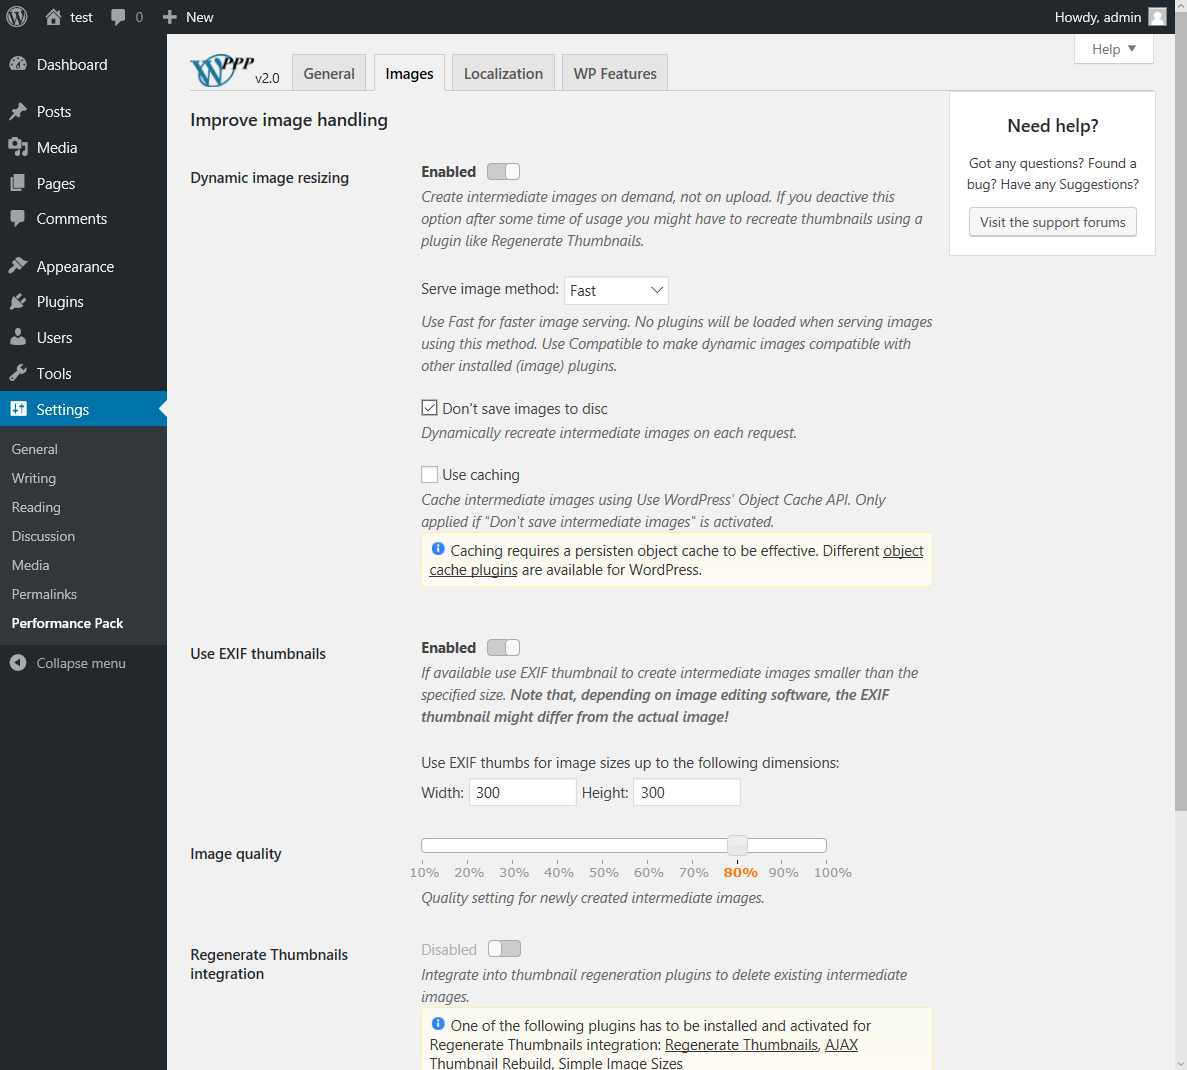 test 0 New Howdy, admin
Help
WPPP v2.0 General Images Localization WP Features
Dashboard
Posts
Media
Pages
Comments
Appearance
Plugins
Users
Tools
Settings
General
Writing
Reading
Discussion
Media
Permalinks
Performance Pack
Collapse menu
Improve image handling
Dynamic image resizing
Enabled
Create intermediate images on demand, not on upload. If you deactive this
option after some time of usage you might have to recreate thumbnails using a
plugin like Regenerate Thumbnails.
Serve image method: Fast
Use Fast for faster image serving. No plugins will be loaded when serving images
using this method. Use Compatible to make dynamic images compatible with
other installed (image) plugins.
Don't save images to disc
Dynamically recreate intermediate images on each request.
Use caching
Cache intermediate images using Use WordPress' Object Cache API. Only
applied if "Don't save intermediate images" is activated.
Caching requires a persisten object cache to be effective. Different object
cache plugins are available for WordPress.
Use EXIF thumbnails
Enabled
If available use EXIF thumbnail to create intermediate images smaller than the
specified size. Note that, depending on image editing software, the EXIF
thumbnail might differ from the actual image!
Use EXIF thumbs for image sizes up to the following dimensions:
Width: 300 Height: 300
Image quality
10% 20% 30% 40% 50% 60% 70% 80% 90% 100%
Quality setting for newly created intermediate images.
Regenerate Thumbnails
integration
Disabled
Integrate into thumbnail regeneration plugins to delete existing intermediate
images.
One of the following plugins has to be installed and activated for
Regenerate Thumbnails integration: Regenerate Thumbnails, AJAX
Thumbnail Rebuild, Simple Image Sizes
Need help?
Got any questions? Found a
bug? Have any Suggestions?
Visit the support forums